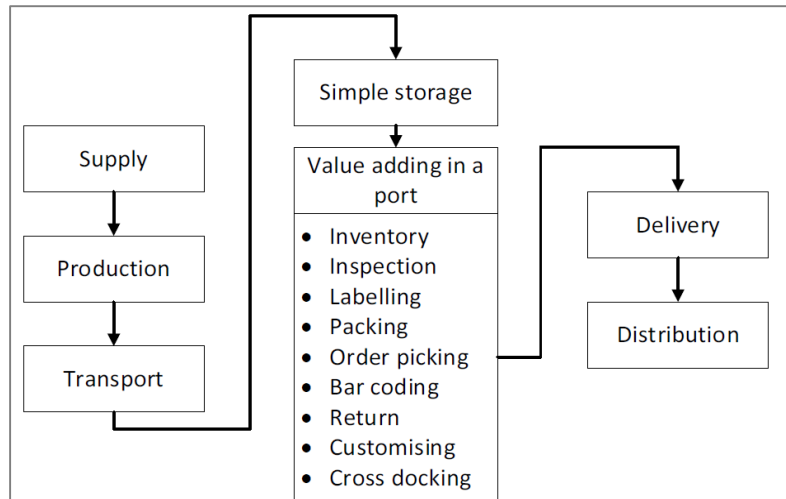 Supply
Production
Transport
Simple storage
Value adding in a
port
• Inventory
• Inspection
• Labelling
• Packing
• Order picking
• Bar coding
• Return
• Customising
• Cross docking
Delivery
Distribution